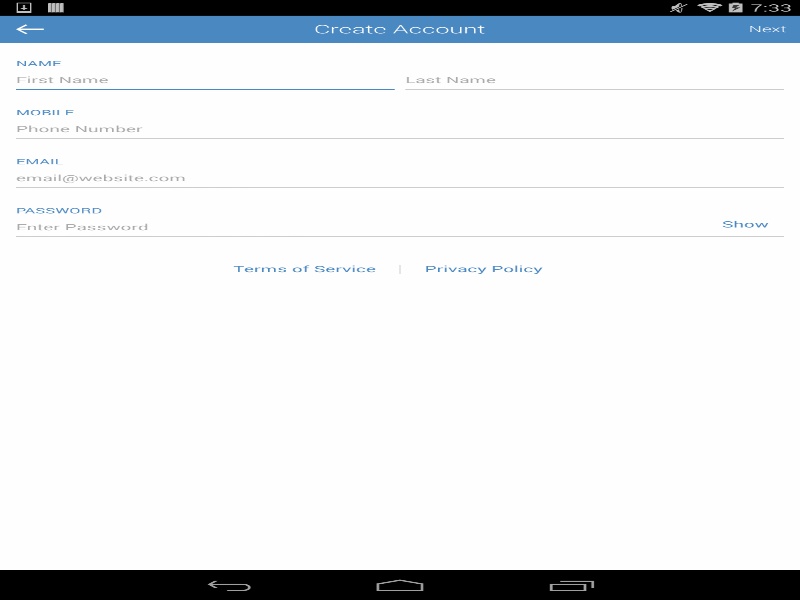 7:33
Create Account
Next
NAME
First Name
Last Name
MOBILE
Phone Number
EMAIL
email@website.com
PASSWORD
Enter Password
Show
Terms of Service | Privacy Policy